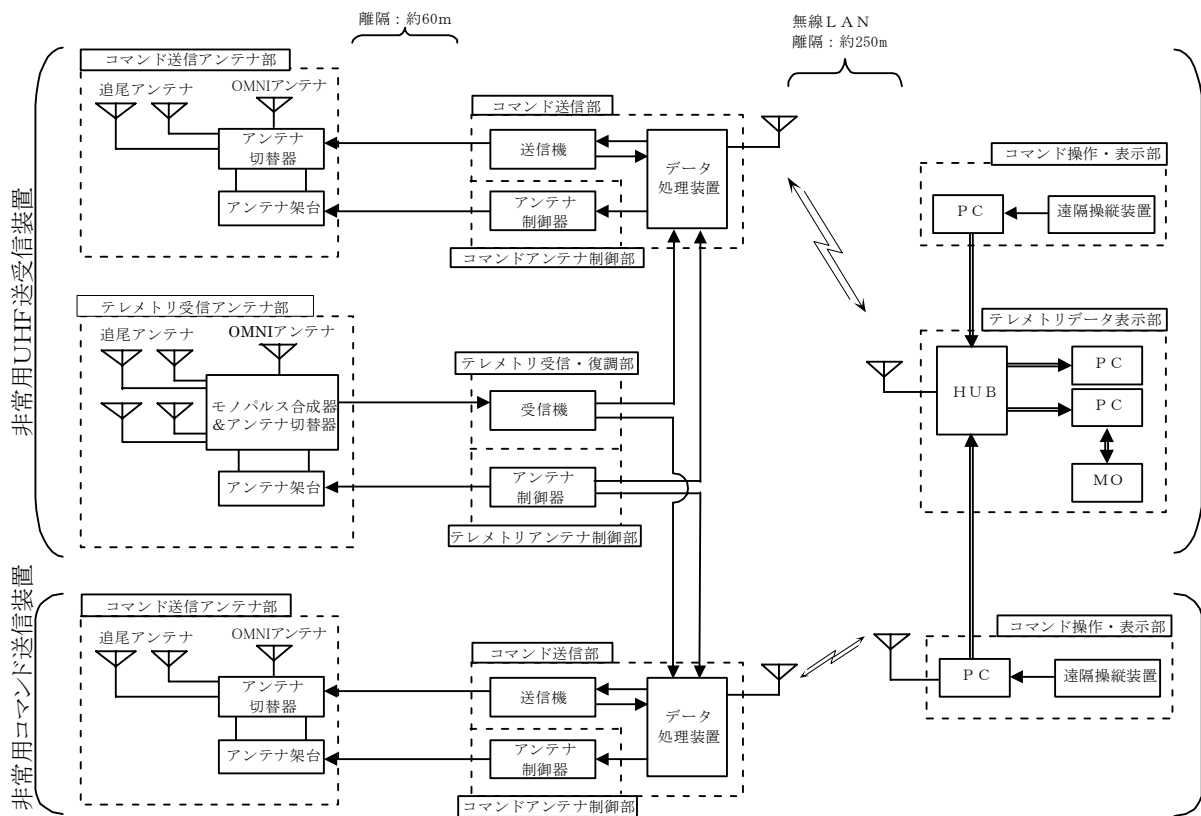 離隔：約60m
無線ＬＡＮ
離隔：約250m
非常用UHF送受信装置
コマンド送信アンテナ部
追尾アンテナ
OMNIアンテナ
アンテナ
切替器
アンテナ架台
コマンド送信部
送信機
データ
処理装置
アンテナ
制御器
コマンドアンテナ制御部
コマンド操作・表示部
ＰＣ
遠隔操縦装置
テレメトリ受信アンテナ部
追尾アンテナ
OMNIアンテナ
モノパルス合成器
&アンテナ切替器
アンテナ架台
テレメトリ受信・復調部
受信機
アンテナ
制御器
テレメトリアンテナ制御部
テレメトリデータ表示部
HUB
ＰＣ
ＰＣ
MO
非常用コマンド送信装置
コマンド送信アンテナ部
追尾アンテナ
OMNIアンテナ
アンテナ
切替器
アンテナ架台
コマンド送信部
送信機
データ
処理装置
アンテナ
制御器
コマンドアンテナ制御部
コマンド操作・表示部
ＰＣ
遠隔操縦装置